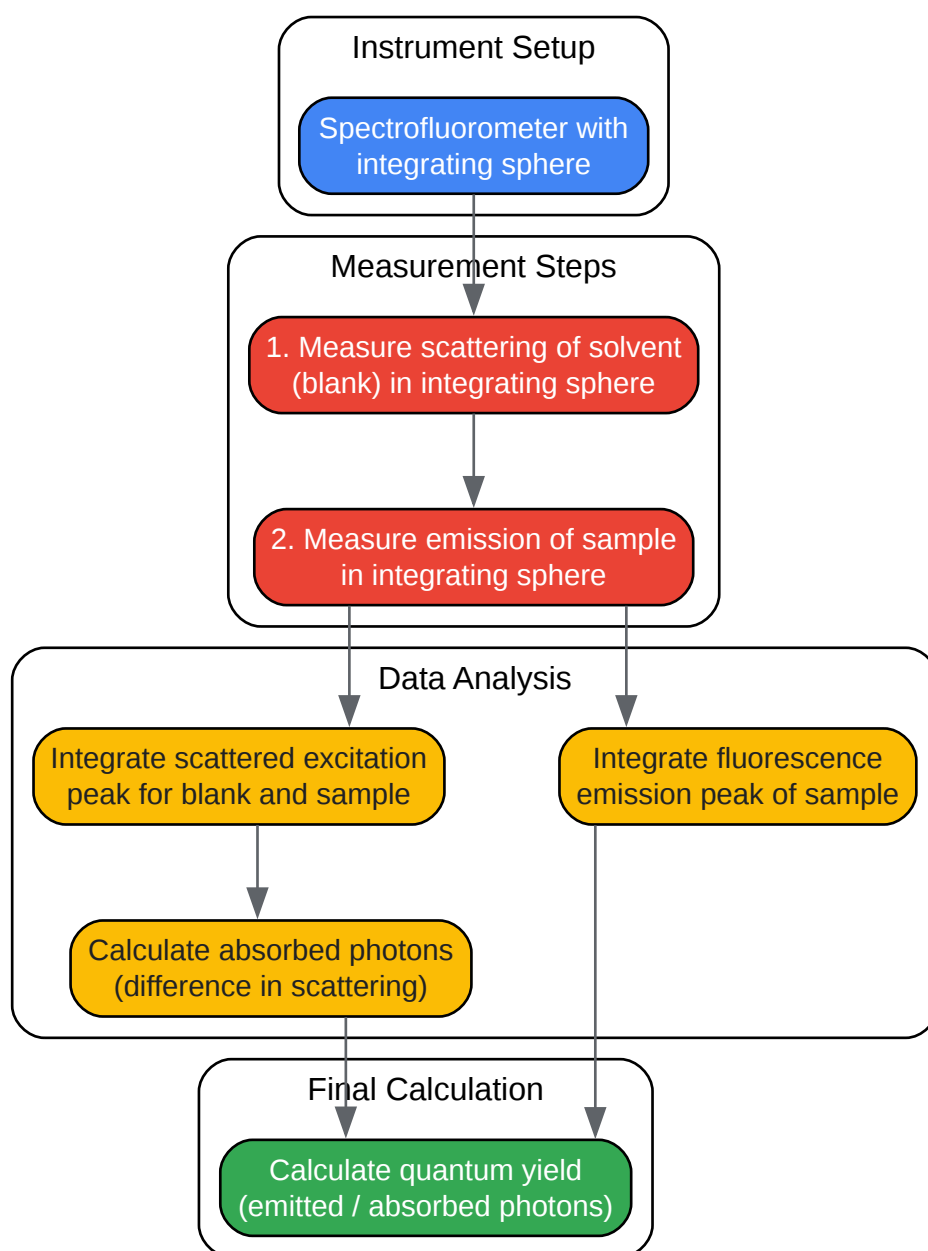 Instrument Setup
Spectrofluorometer with
integrating sphere
Measurement Steps
1. Measure scattering of solvent
(blank) in integrating sphere
2. Measure emission of sample
in integrating sphere
Data Analysis
Integrate scattered excitation
peak for blank and sample
Integrate fluorescence
emission peak of sample
Calculate absorbed photons
(difference in scattering)
Final Calculation
Calculate quantum yield
(emitted / absorbed photons)